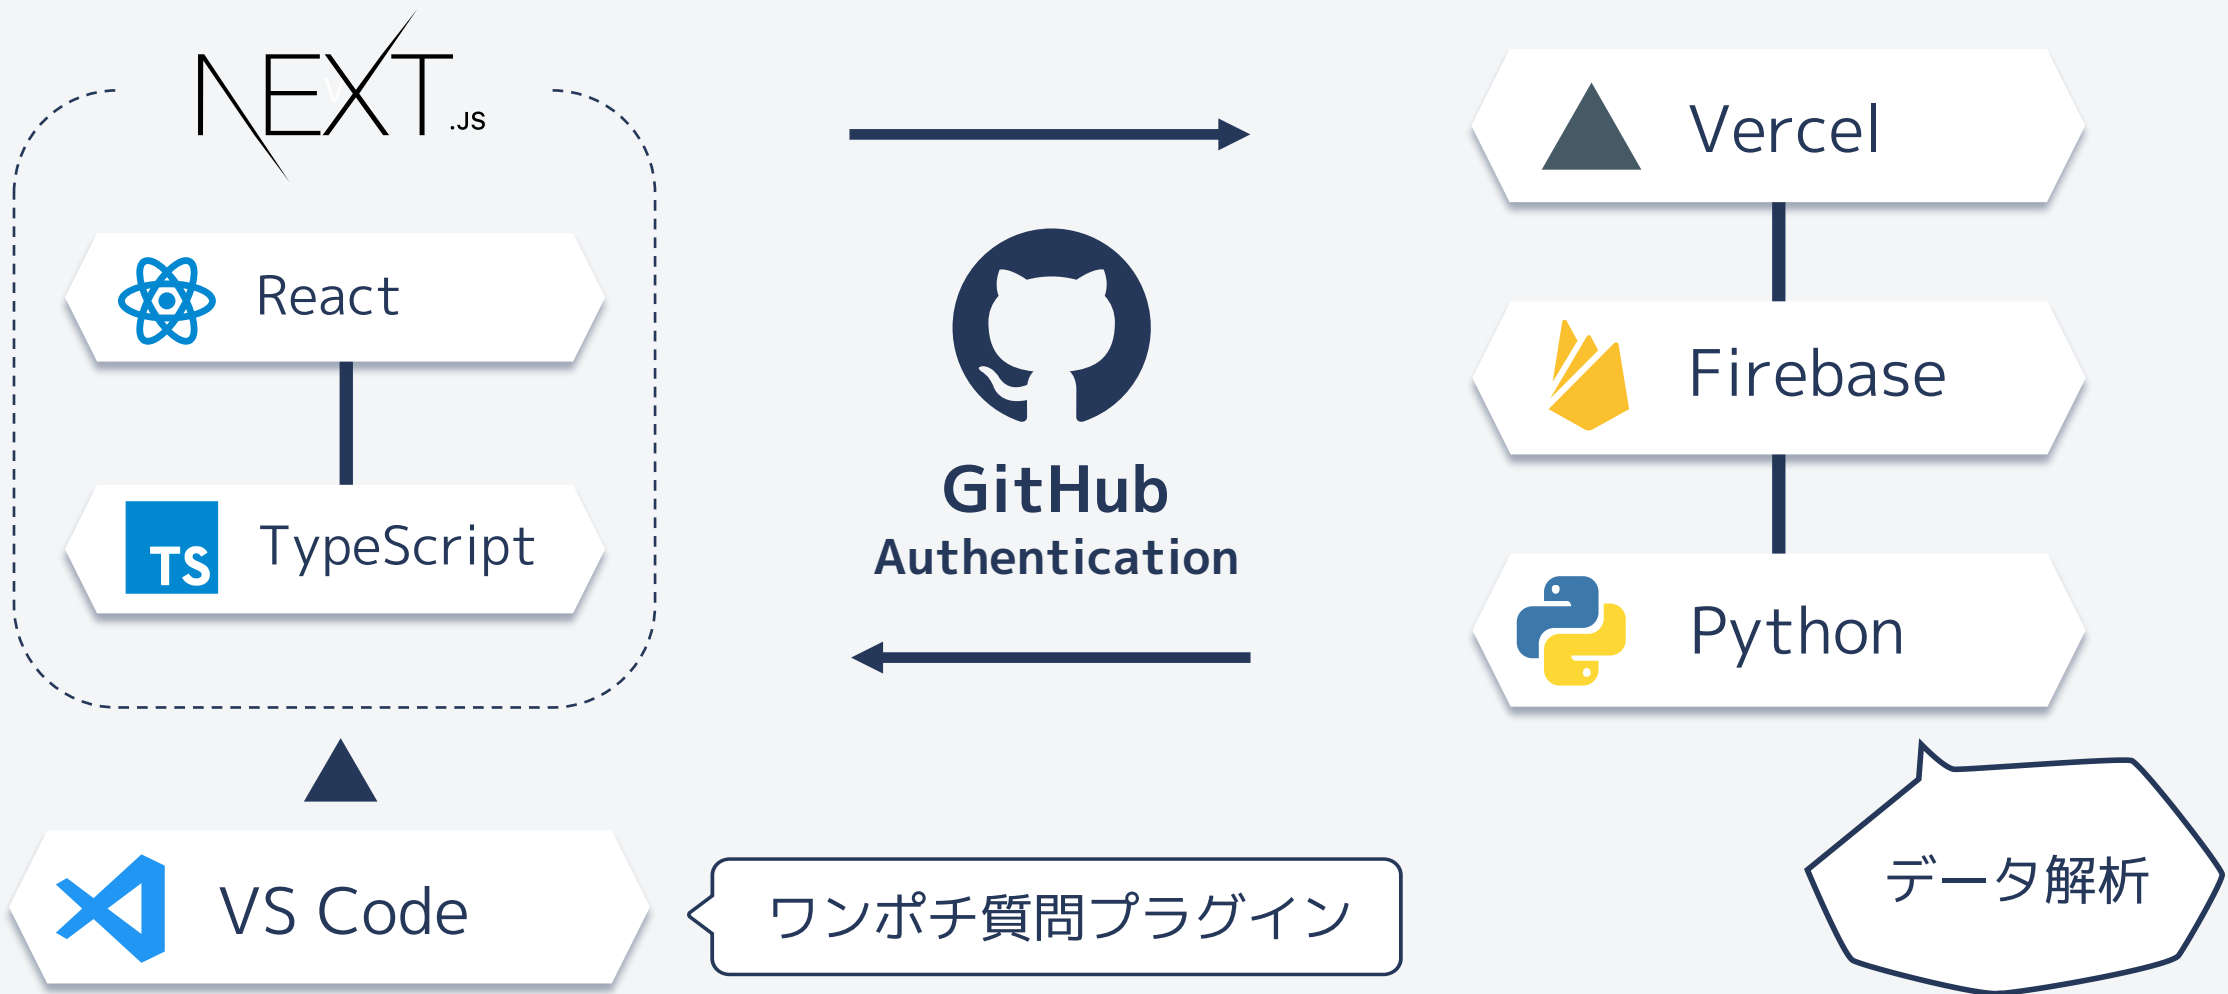 NEXT.JS
React
TS
TypeScript
VS Code
ワンポチ質問プラグイン
GitHub
Authentication
Vercel
Firebase
Python
データ解析